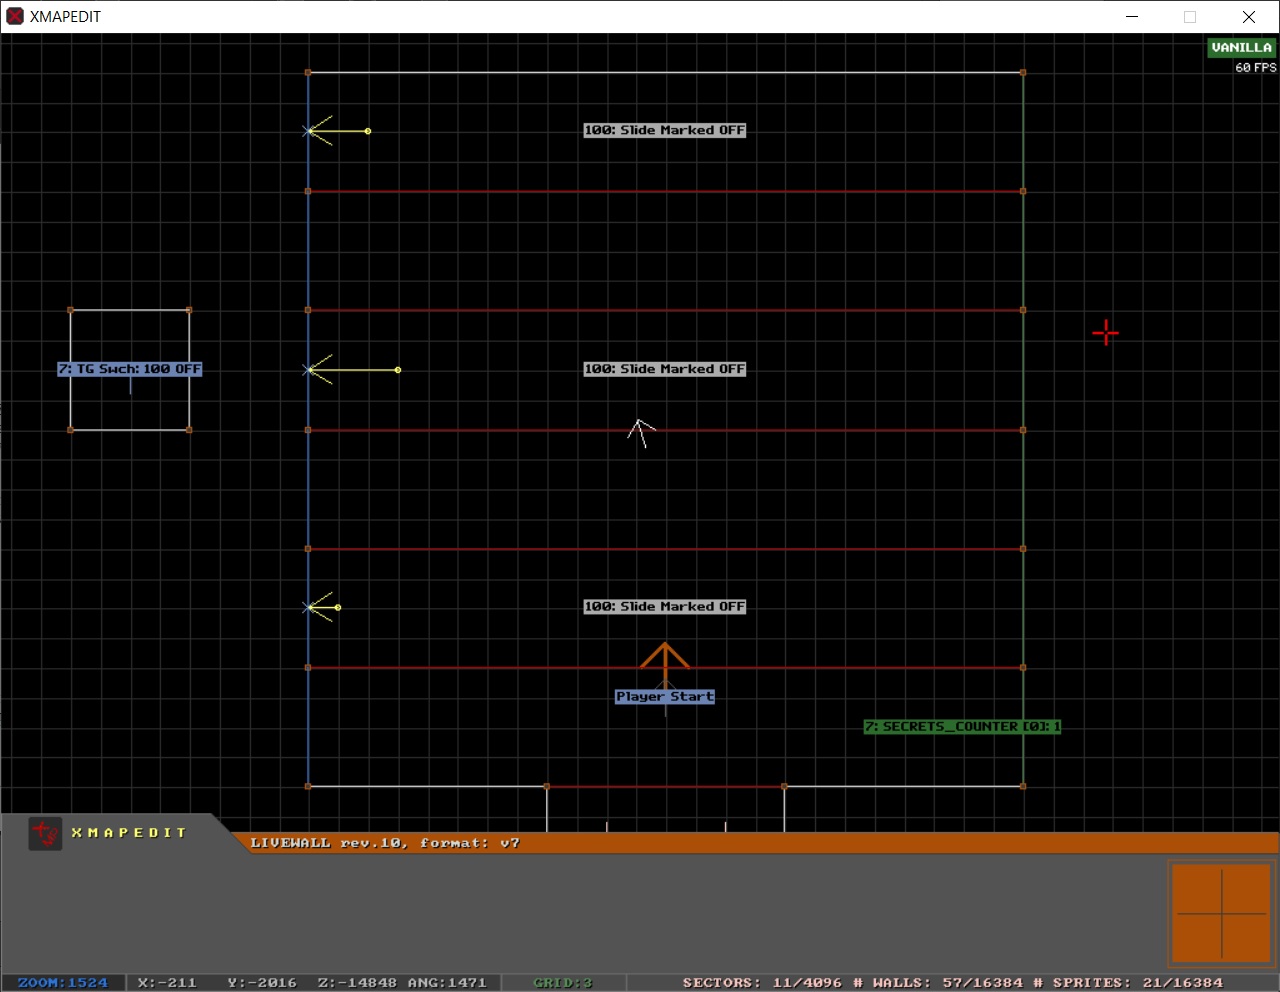 XMAPEDIT
VANILLA
60 FPS
100: Slide Marked OFF
7: TG Swch: 100 OFF
100: Slide Marked OFF
100: Slide Marked OFF
Player Start
7: SECRETS_COUNTER [0]: 1
XMAPEDIT
LIVEWALL rev.10, format: v7
ZOOM:1524 X:-211 Y:-2016 Z:-14848 ANG:1471 GRID:3 SECTORS: 11/4096 # WALLS: 57/16384 # SPRITES: 21/16384